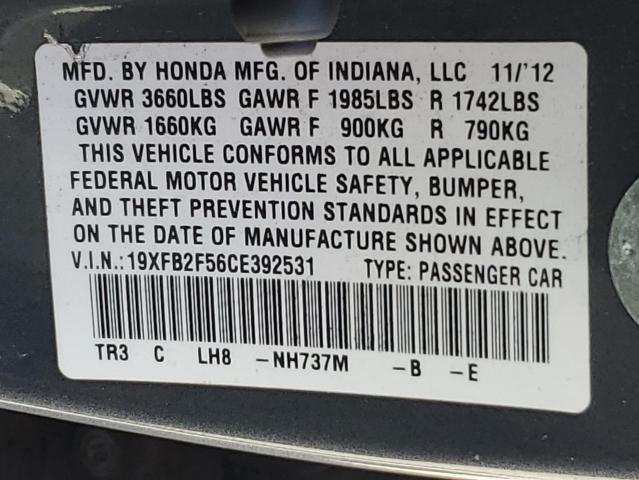 MFD. BY HONDA MFG. OF INDIANA, LLC 11/'12
GVWR 3660LBS GAWR F 1985LBS R 1742LBS
GVWR 1660KG GAWR F 900KG R 790KG
THIS VEHICLE CONFORMS TO ALL APPLICABLE
FEDERAL MOTOR VEHICLE SAFETY, BUMPER,
AND THEFT PREVENTION STANDARDS IN EFFECT
ON THE DATE OF MANUFACTURE SHOWN ABOVE.
V.I.N.:19XFB2F56CE392531 TYPE: PASSENGER CAR
TR3 C LH8 -NH737M -B -E